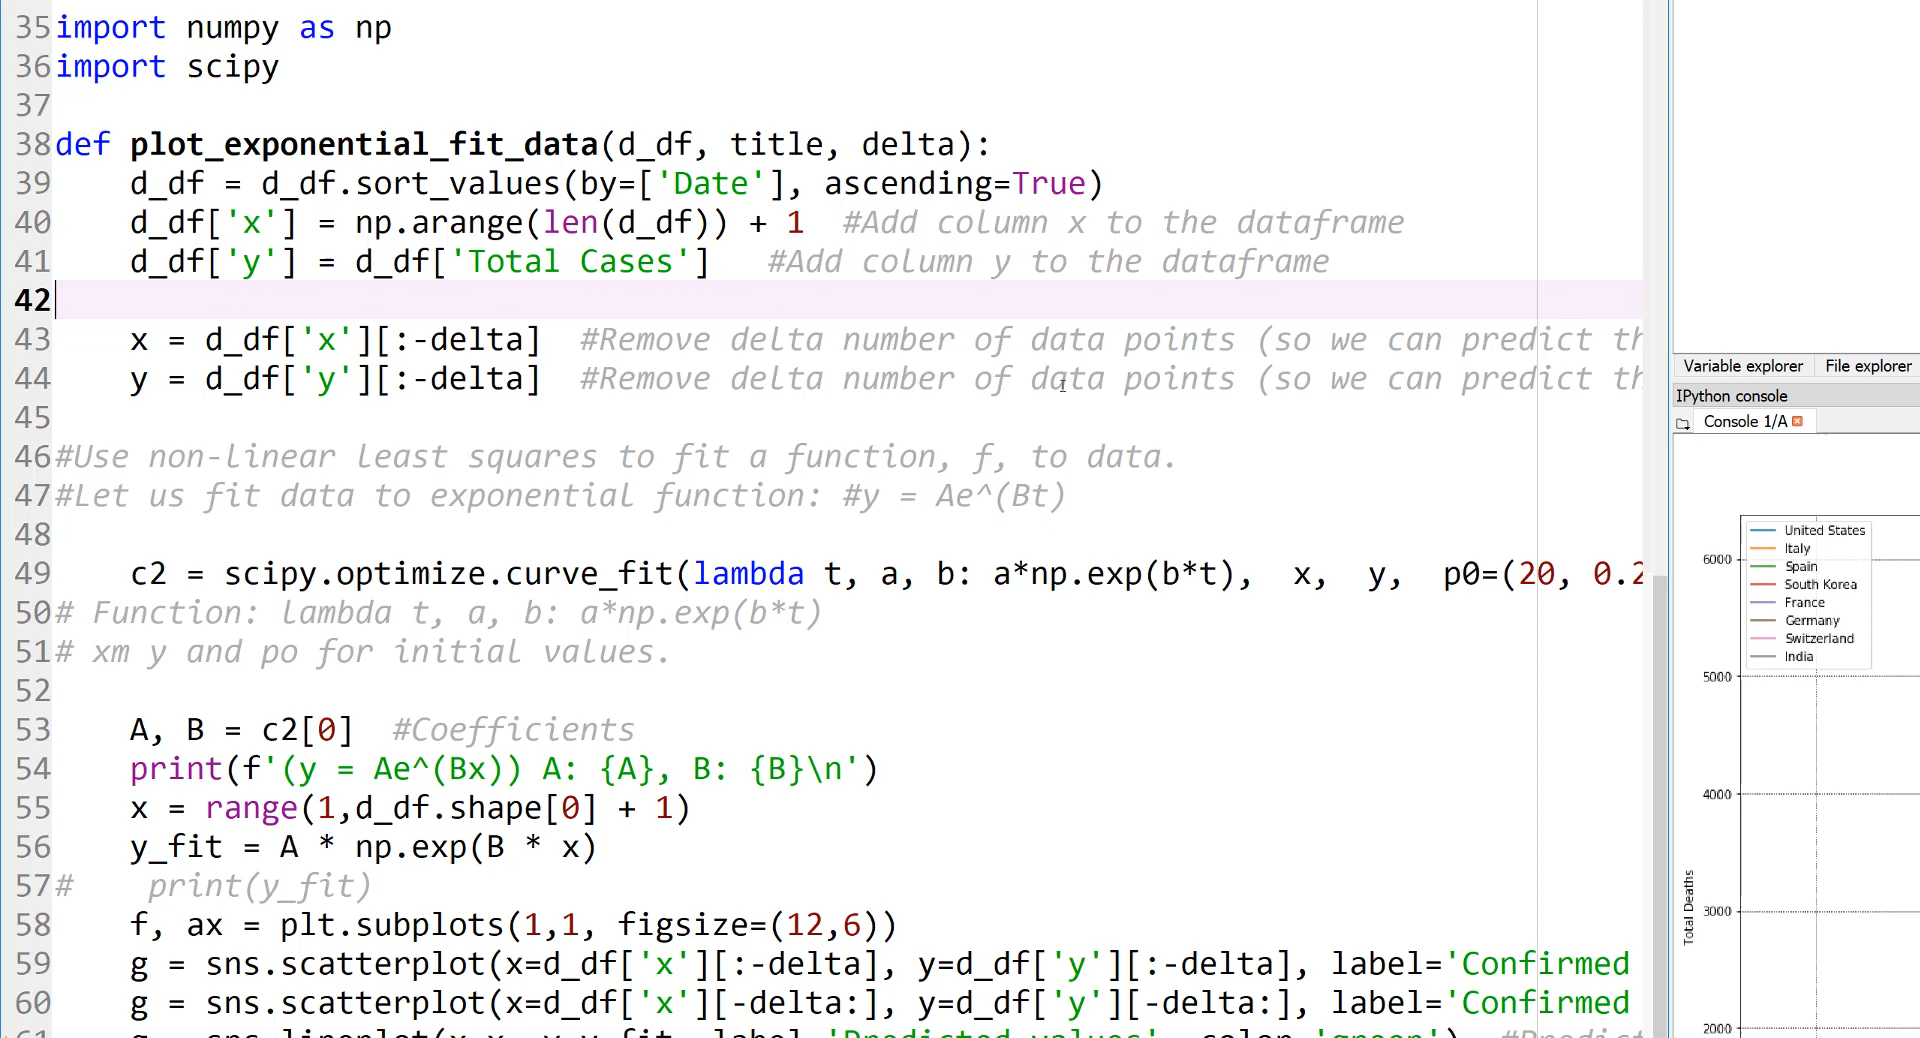 35 import numpy as np
36 import scipy
37
38 def plot_exponential_fit_data(d_df, title, delta):
39     d_df = d_df.sort_values(by=['Date'], ascending=True)
40     d_df['x'] = np.arange(len(d_df)) + 1  #Add column x to the dataframe
41     d_df['y'] = d_df['Total Cases']   #Add column y to the dataframe
42
43     x = d_df['x'][:-delta]  #Remove delta number of data points (so we can predict th
44     y = d_df['y'][:-delta]  #Remove delta number of data points (so we can predict th
45
46 #Use non-linear least squares to fit a function, f, to data.
47 #Let us fit data to exponential function: #y = Ae^(Bt)
48
49     c2 = scipy.optimize.curve_fit(lambda t, a, b: a*np.exp(b*t),  x,  y,  p0=(20, 0.2
50 # Function: lambda t, a, b: a*np.exp(b*t)
51 # xm y and po for initial values.
52
53     A, B = c2[0]  #Coefficients
54     print(f'(y = Ae^(Bx)) A: {A}, B: {B}\n')
55     x = range(1,d_df.shape[0] + 1)
56     y_fit = A * np.exp(B * x)
57 #    print(y_fit)
58     f, ax = plt.subplots(1,1, figsize=(12,6))
59     g = sns.scatterplot(x=d_df['x'][:-delta], y=d_df['y'][:-delta], label='Confirmed
60     g = sns.scatterplot(x=d_df['x'][-delta:], y=d_df['y'][-delta:], label='Confirmed
Variable explorer
File explorer
IPython console
Console 1/A
United States
Italy
Spain
South Korea
France
Germany
Switzerland
India
6000
5000
4000
3000
2000
Total Deaths